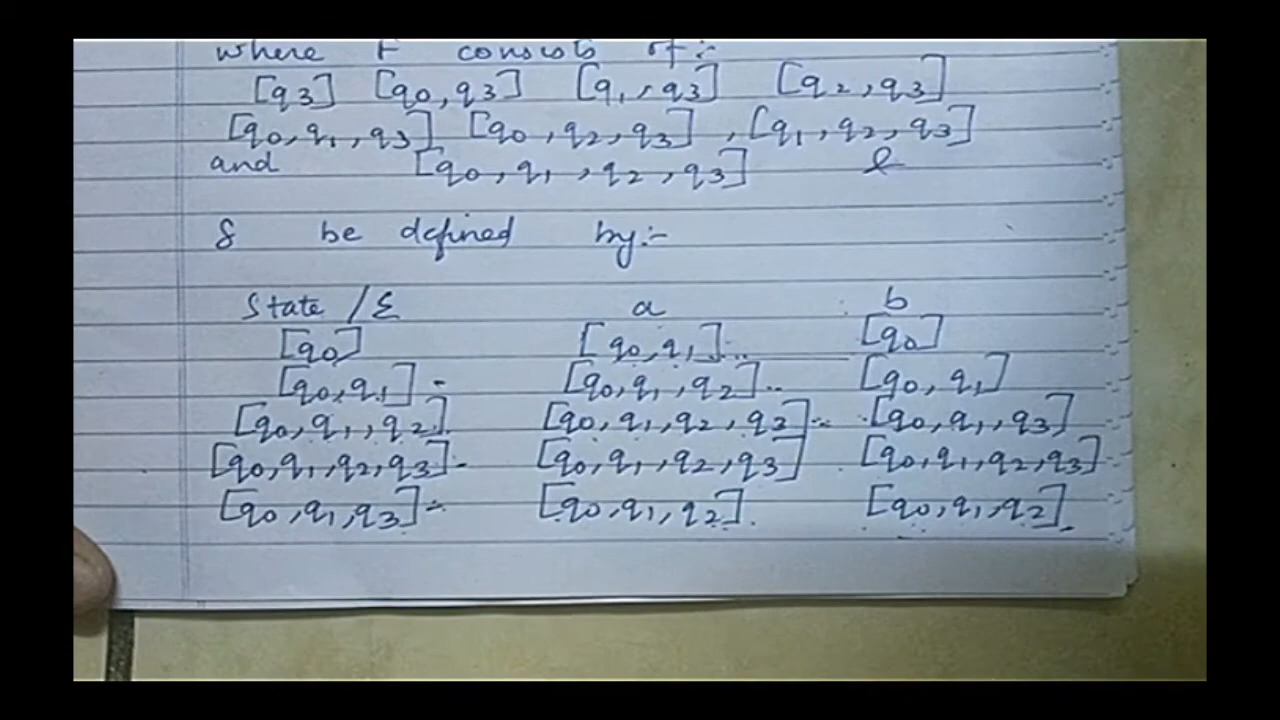 where F consists of:-
[q3] [q0,q3] [q1,q3] [q2,q3]
[q0,q1,q3] [q0,q2,q3] ,[q1,q2,q3]
and [q0,q1,q2,q3] &
δ be defined by:-
State /Σ a b
[q0] [q0,q1] [q0]
[q0,q1] [q0,q1,q2] [q0,q1]
[q0,q1,q2] [q0,q1,q2,q3] [q0,q1,q3]
[q0,q1,q2,q3] [q0,q1,q2,q3] [q0,q1,q2,q3]
[q0,q1,q3] [q0,q1,q2] [q0,q1,q2]